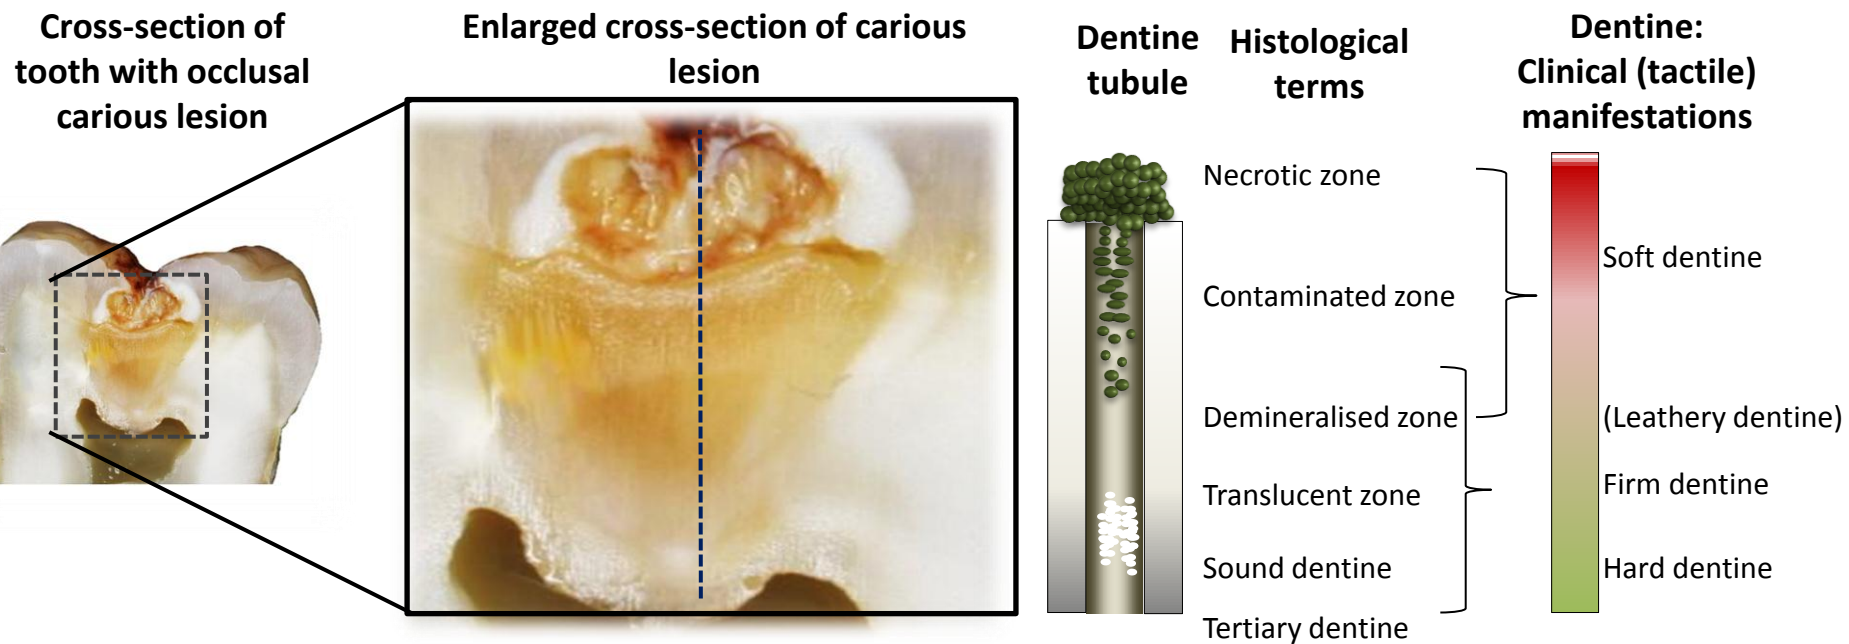 Cross-section of
tooth with occlusal
carious lesion
Enlarged cross-section of carious
lesion
Dentine
tubule
Histological
terms
Dentine:
Clinical (tactile)
manifestations
Necrotic zone
Contaminated zone
Demineralised zone
Translucent zone
Sound dentine
Tertiary dentine
Soft dentine
(Leathery dentine)
Firm dentine
Hard dentine